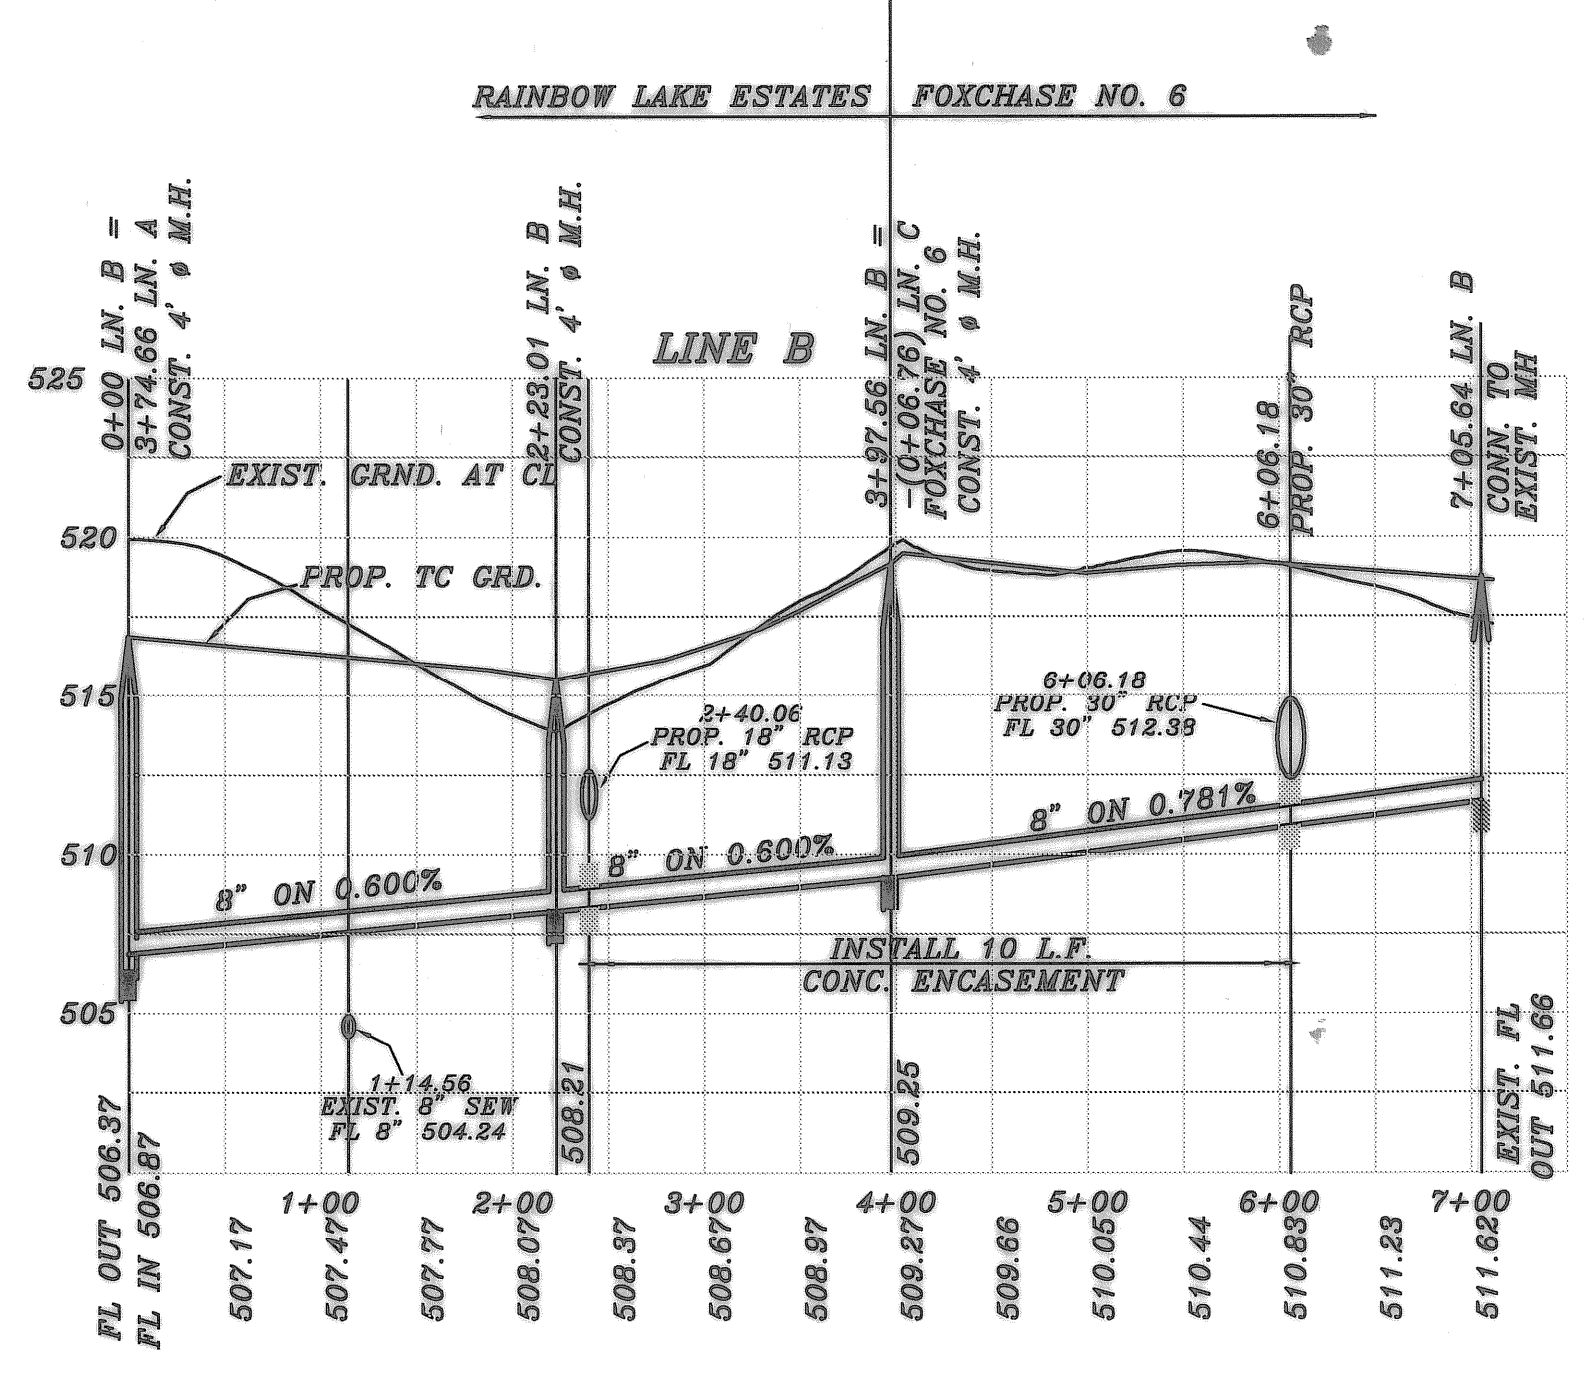 RAINBOW LAKE ESTATES
FOXCHASE NO. 6
0+00 LN. B =
3+74.66 LN. A
CONST. 4' ø M.H.
2+23.01 LN. B
CONST. 4' ø M.H.
3+97.56 LN. B =
-(0+06.76) LN. C
FOXCHASE NO. 6
CONST. 4' ø M.H.
6+06.18
PROP. 30" RCP
7+05.64 LN. B
CONN. TO
EXIST. MH
LINE B
525
EXIST. GRND. AT CL
520
PROP. TC GRD.
515
6+06.18
PROP. 30" RCP
FL 30" 512.38
2+40.06
PROP. 18" RCP
FL 18" 511.13
510
8" ON 0.600%
8" ON 0.600%
8" ON 0.781%
INSTALL 10 L.F.
CONC. ENCASEMENT
505
1+14.56
EXIST. 8" SEW
FL 8" 504.24
508.21
509.25
EXIST. FL
OUT 511.66
FL OUT 506.37
FL IN 506.87
1+00
2+00
3+00
4+00
5+00
6+00
7+00
507.17
507.47
507.77
508.07
508.37
508.67
508.97
509.27
509.66
510.05
510.44
510.83
511.23
511.62